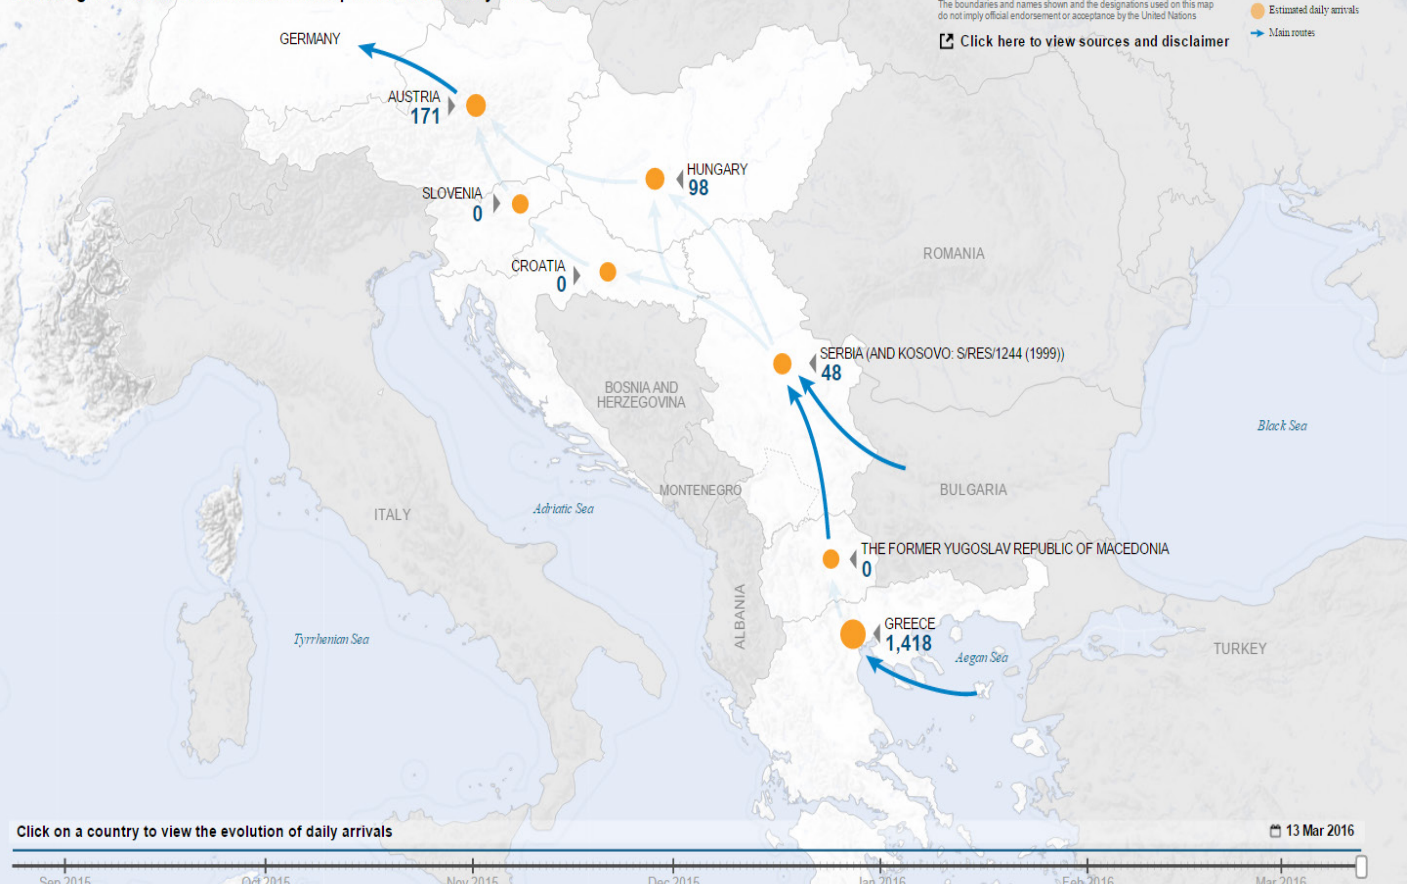 The boundaries and names shown and the designations used on this map
do not imply official endorsement or acceptance by the United Nations
Click here to view sources and disclaimer
Estimated daily arrivals
Main routes
GERMANY
AUSTRIA
171
HUNGARY
98
SLOVENIA
0
CROATIA
0
ROMANIA
SERBIA (AND KOSOVO: S/RES/1244 (1999))
48
BOSNIA AND
HERZEGOVINA
Black Sea
MONTENEGRO
BULGARIA
ITALY
Adriatic Sea
THE FORMER YUGOSLAV REPUBLIC OF MACEDONIA
0
ALBANIA
GREECE
1,418
Aegan Sea
Tyrrhenian Sea
TURKEY
Click on a country to view the evolution of daily arrivals
13 Mar 2016
Sep 2015
Oct 2015
Nov 2015
Dec 2015
Jan 2016
Feb 2016
Mar 2016